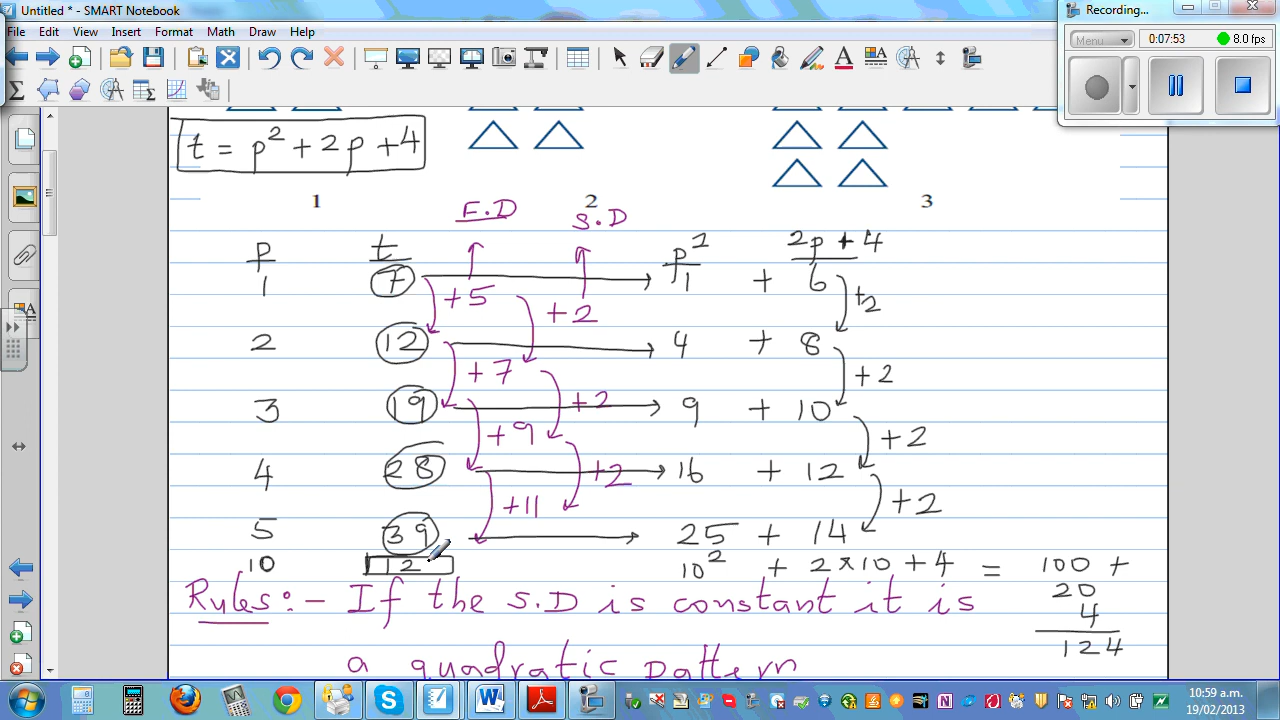 Untitled * - SMART Notebook
Recording...
File Edit View Insert Format Math Draw Help
Menu 0:07:53 8.0 fps
t = p² + 2p + 4
1 2 3
F.D S.D
p t p² 2p + 4
1 7 1 + 6
+5 +2 +2
2 12 4 + 8
+7 +2 +2
3 19 9 + 10
+9 +2 +2
4 28 16 + 12
+11 +2
5 39 25 + 14
10 12 10² + 2×10 + 4 = 100 +
20
4
124
Rules:- If the S.D is constant it is
a quadratic pattern
10:59 a.m.
19/02/2013